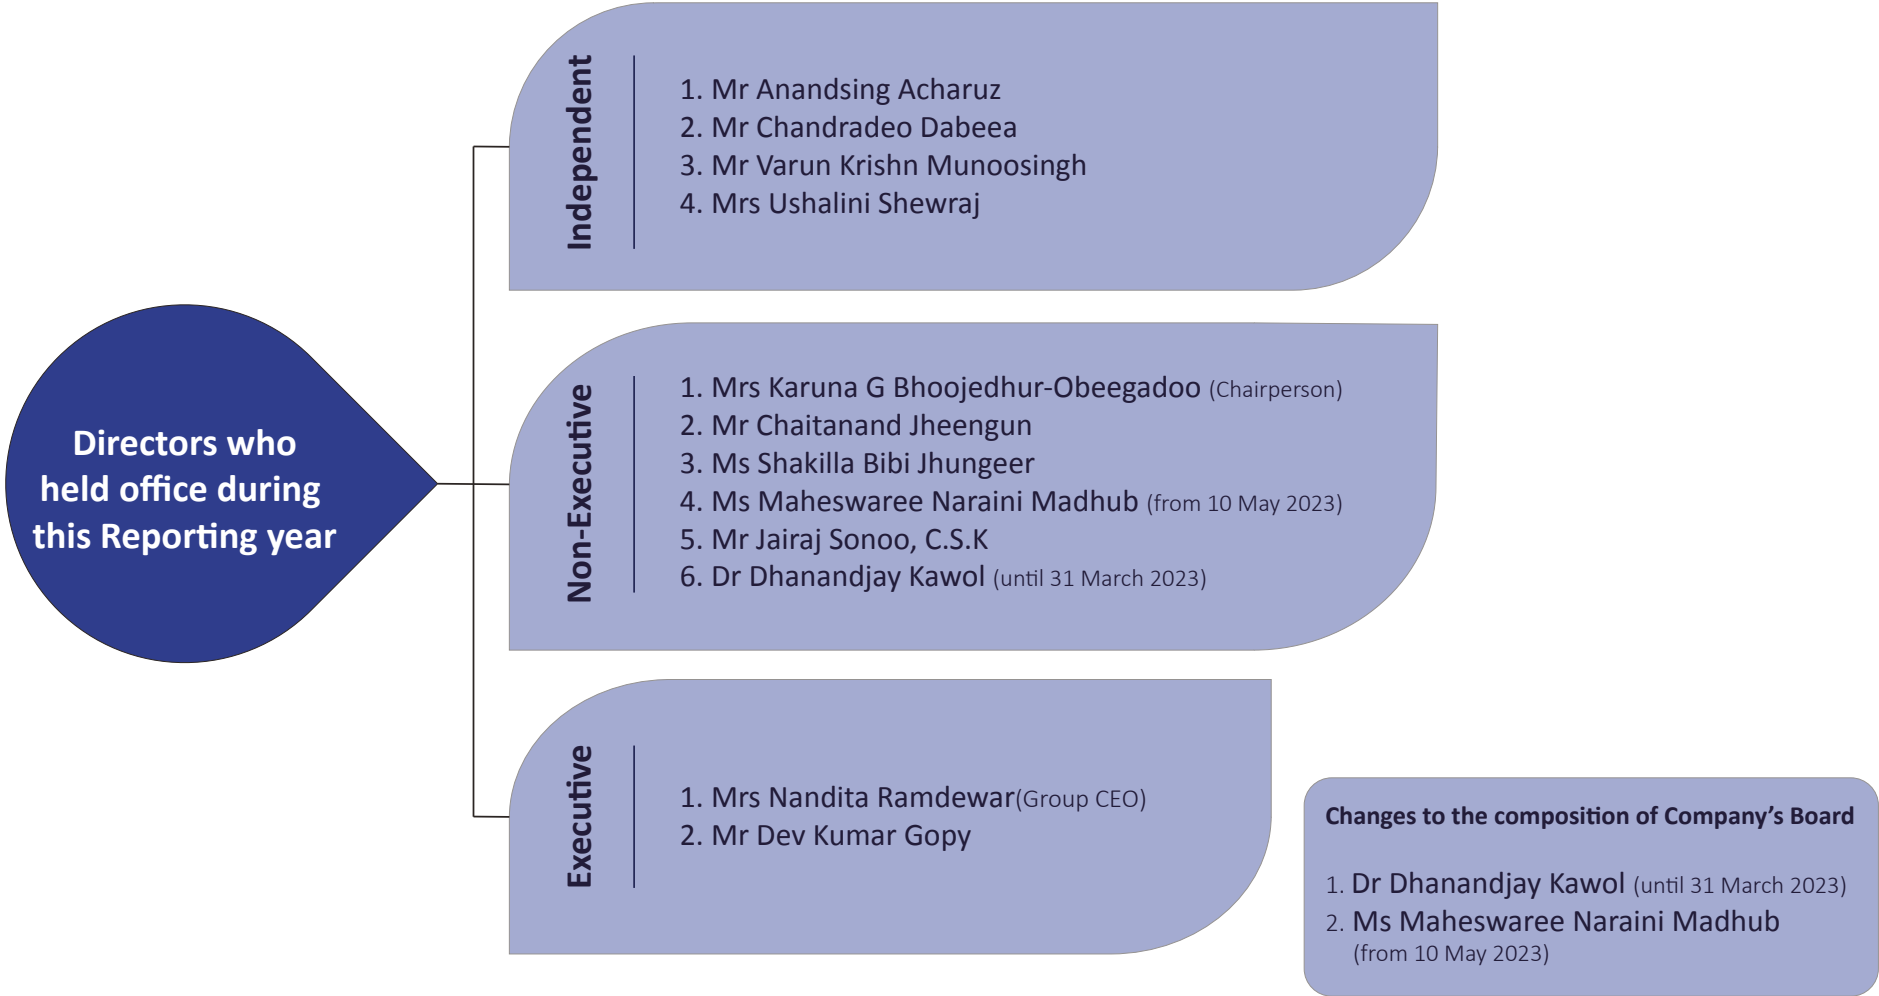 Directors who
held office during
this Reporting year
Independent
1. Mr Anandsing Acharuz
2. Mr Chandradeo Dabeea
3. Mr Varun Krishn Munoosingh
4. Mrs Ushalini Shewraj
Non-Executive
1. Mrs Karuna G Bhoojedhur-Obeegadoo (Chairperson)
2. Mr Chaitanand Jheengun
3. Ms Shakilla Bibi Jhungeer
4. Ms Maheswaree Naraini Madhub (from 10 May 2023)
5. Mr Jairaj Sonoo, C.S.K
6. Dr Dhanandjay Kawol (until 31 March 2023)
Executive
1. Mrs Nandita Ramdewar(Group CEO)
2. Mr Dev Kumar Gopy
Changes to the composition of Company’s Board
1. Dr Dhanandjay Kawol (until 31 March 2023)
2. Ms Maheswaree Naraini Madhub
(from 10 May 2023)